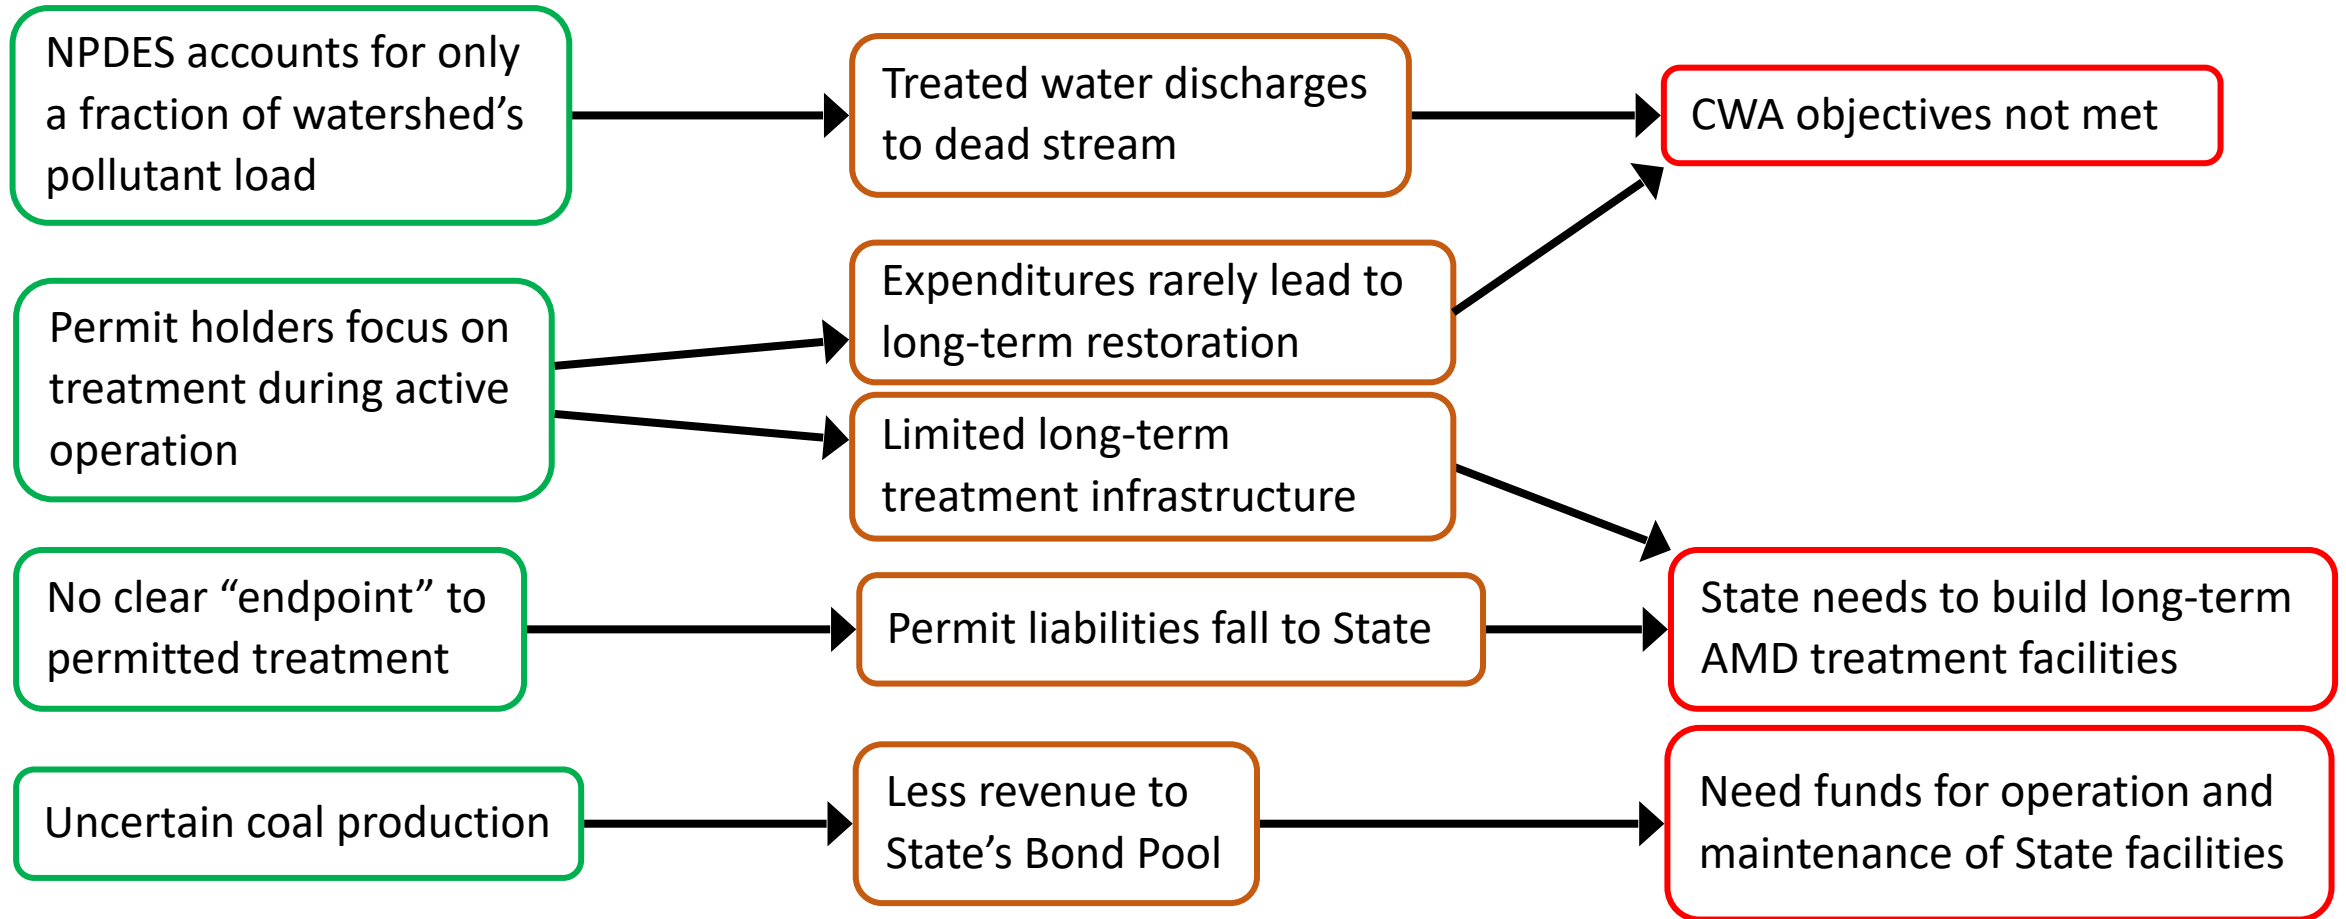 NPDES accounts for only
a fraction of watershed’s
pollutant load
Treated water discharges
to dead stream
CWA objectives not met
Permit holders focus on
treatment during active
operation
Expenditures rarely lead to
long-term restoration
Limited long-term
treatment infrastructure
No clear “endpoint” to
permitted treatment
Permit liabilities fall to State
State needs to build long-term
AMD treatment facilities
Uncertain coal production
Less revenue to
State’s Bond Pool
Need funds for operation and
maintenance of State facilities